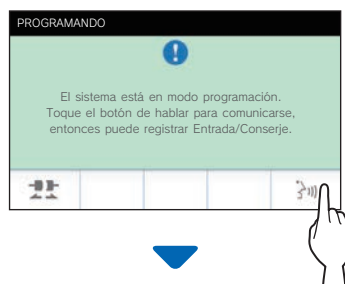 PROGRAMANDO
El sistema está en modo programación.
Toque el botón de hablar para comunicarse,
entonces puede registrar Entrada/Conserje.